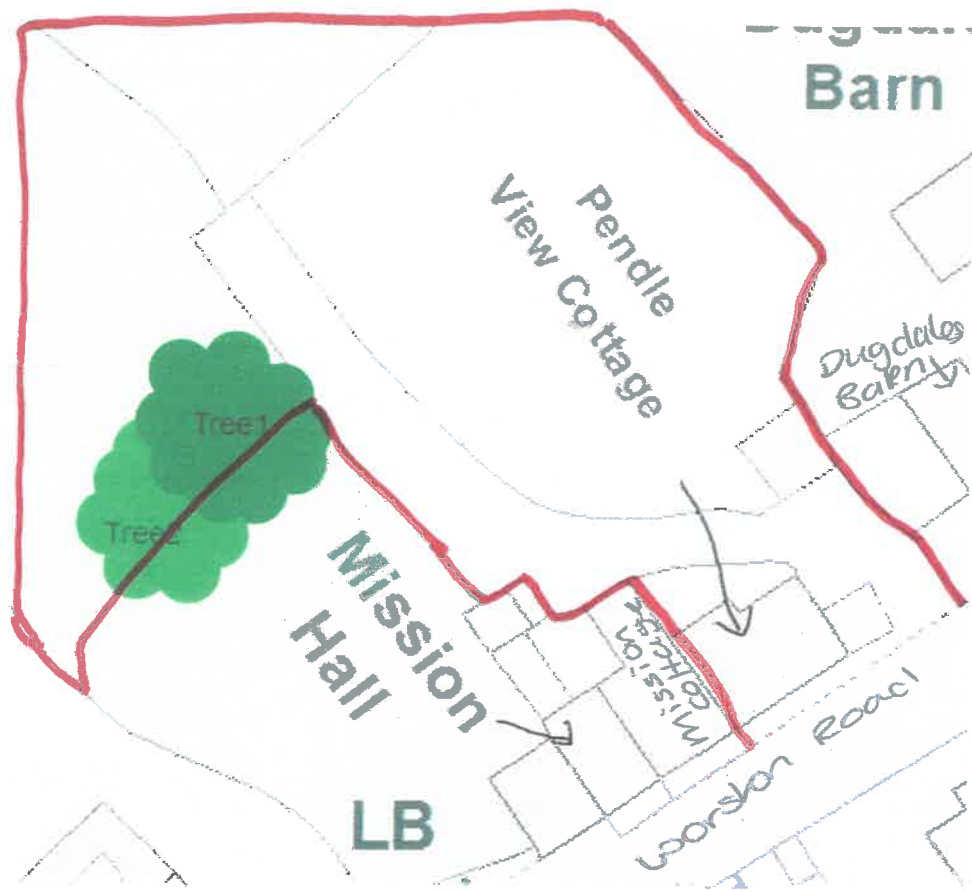 Barn
Pendle
View Cottage
Dugdales
Barn
Tree1
Tree2
Mission
Hall
Mission
Cottage
Worston Road
LB